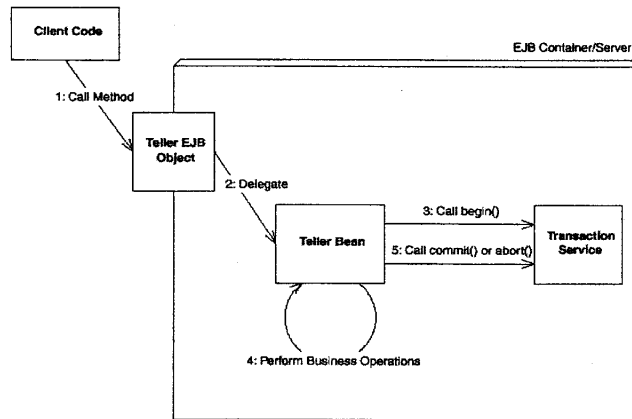 Client Code
EJB Container/Server
1: Call Method
Teller EJB
Object
2: Delegate
3: Call begin()
Teller Bean
Transaction
Service
5: Call commit() or abort()
4: Perform Business Operations